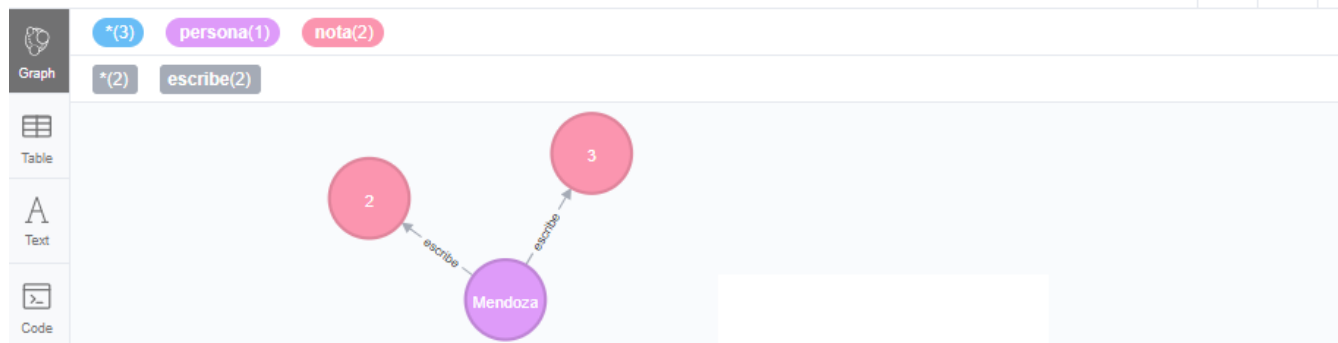 *(3) persona(1) nota(2)
Graph
*(2) escribe(2)
Table
Text
Code
3
2
escribe
escribe
Mendoza